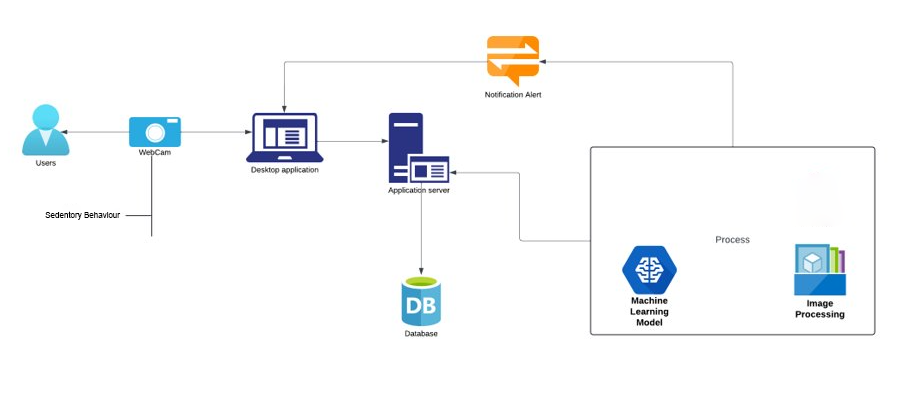 Notification Alert
Users
WebCam
Desktop application
Application server
Sedentory Behaviour
Process
Machine
Learning
Model
Image
Processing
DB
Database